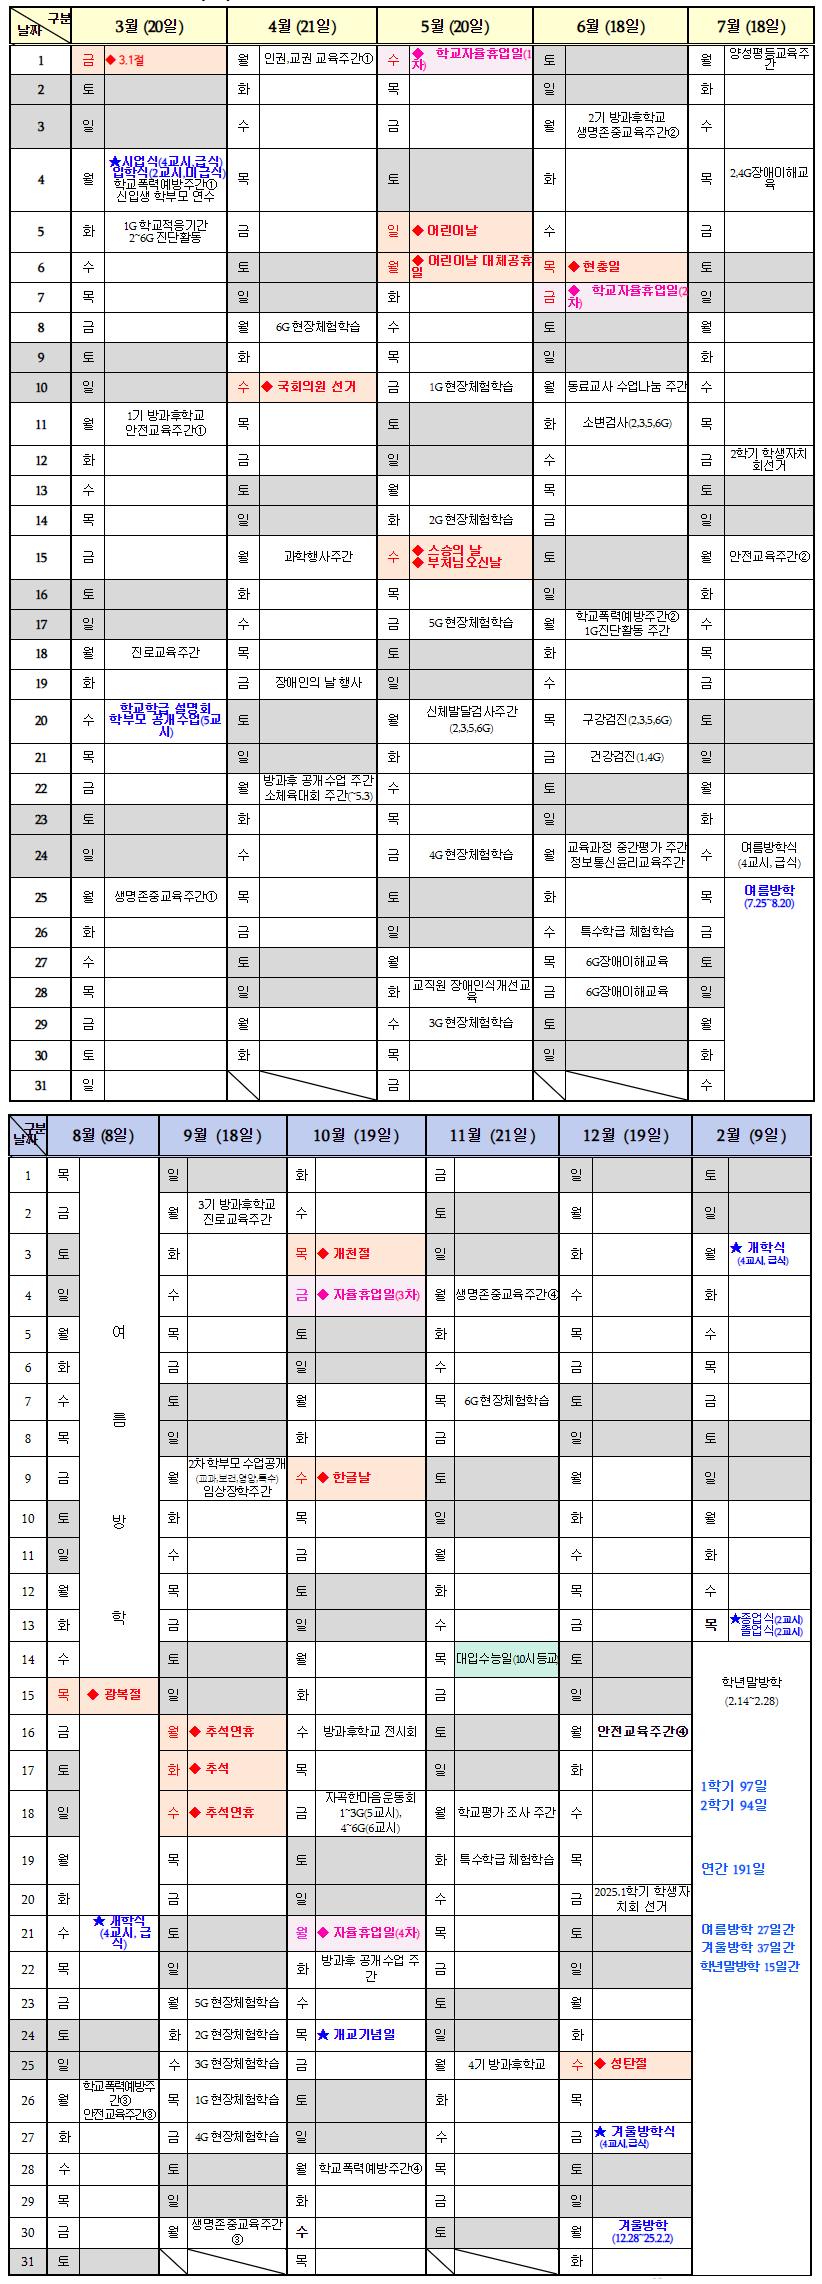 구분
날짜
3월 (20일)
4월 (21일)
5월 (20일)
6월 (18일)
7월 (18일)
1 금 ◆ 3.1절 월 인권,교권 교육주간① 수 ◆ 학교자율휴업일(1
차) 토 월 양성평등교육주
간
2 토 화 목 일 화
3 일 수 금 월 2기 방과후학교
생명존중교육주간② 수
4 월 ★시업식(4교시,급식)
입학식(2교시,미급식)
학교폭력예방주간①
신입생 학부모 연수 목 토 화 목 2,4G장애이해교
육
5 화 1G 학교적응기간
2~6G 진단활동 금 일 ◆ 어린이날 수 금
6 수 토 월 ◆ 어린이날 대체공휴
일 목 ◆ 현충일 토
7 목 일 화 금 ◆ 학교자율휴업일(2
차) 일
8 금 월 6G 현장체험학습 수 토 월
9 토 화 목 일 화
10 일 수 ◆ 국회의원 선거 금 1G 현장체험학습 월 동료교사 수업나눔 주간 수
11 월 1기 방과후학교
안전교육주간① 목 토 화 소변검사(2,3,5,6G) 목
12 화 금 일 수 금 2학기 학생자치
회선거
13 수 토 월 목 토
14 목 일 화 2G 현장체험학습 금 일
15 금 월 과학행사주간 수 ◆ 스승의 날
◆ 부처님오신날 토 월 안전교육주간②
16 토 화 목 일 화
17 일 수 금 5G 현장체험학습 월 학교폭력예방주간②
1G진단활동 주간 수
18 월 진로교육주간 목 토 화 목
19 화 금 장애인의 날 행사 일 수 금
20 수 학교학급 설명회
학부모 공개수업(5교
시) 토 월 신체발달검사주간
(2,3,5,6G) 목 구강검진(2,3,5,6G) 토
21 목 일 화 금 건강검진(1,4G) 일
22 금 월 방과후 공개수업 주간
소체육대회 주간(~5.3) 수 토 월
23 토 화 목 일 화
24 일 수 금 4G 현장체험학습 월 교육과정 중간평가 주간
정보통신윤리교육주간 수 여름방학식
(4교시, 급식)
25 월 생명존중교육주간① 목 토 화 목 여름방학
(7.25~8.20)
26 화 금 일 수 특수학급 체험학습 금
27 수 토 월 목 6G장애이해교육 토
28 목 일 화 교직원 장애인식개선교
육 금 6G장애이해교육 일
29 금 월 수 3G 현장체험학습 토 월
30 토 화 목 일 화
31 일 금 수
구분
날짜
8월 (8일)
9월 (18일)
10월 (19일)
11월 (21일)
12월 (19일)
2월 (9일)
1 목 일 화 금 일 토
2 금 월 3기 방과후학교
진로교육주간 수 토 월 일
3 토 화 목 ◆ 개천절 일 화 월 ★ 개학식
(4교시, 급식)
4 일 수 금 ◆ 자율휴업일(3차) 월 생명존중교육주간④ 수 화
5 월 목 토 화 목 수
여
6 화 금 일 수 금 목
7 수 토 월 목 6G 현장체험학습 토 금
름
8 목 일 화 금 일 토
9 금 월 2차 학부모 수업공개
(교과,보건,영양,특수)
임상장학주간 수 ◆ 한글날 토 월 일
10 토 화 목 일 화 월
방
11 일 수 금 월 수 화
12 월 목 토 화 목 수
학
13 화 금 일 수 금 목 ★종업식(2교시)
졸업식(2교시)
14 수 토 월 목 대입수능일(10시등교) 토
15 목 ◆ 광복절 일 화 금 일 학년말방학
(2.14~2.28)
16 금 월 ◆ 추석연휴 수 방과후학교 전시회 토 월 안전교육주간④
17 토 화 ◆ 추석 목 일 화 1학기 97일
18 일 수 ◆ 추석연휴 금 자곡한마음운동회
1~3G(5교시),
4~6G(6교시) 월 학교평가 조사 주간 수 2학기 94일
19 월 목 토 화 특수학급 체험학습 목 연간 191일
20 화 금 일 수 금 2025.1학기 학생자
치회 선거
21 수 ★ 개학식
(4교시, 급
식) 토 월 ◆ 자율휴업일(4차) 목 토 여름방학 27일간
겨울방학 37일간
22 목 일 화 방과후 공개수업 주
간 금 일 학년말방학 15일간
23 금 월 5G 현장체험학습 수 토 월
24 토 화 2G 현장체험학습 목 ★ 개교기념일 일 화
25 일 수 3G 현장체험학습 금 월 4기 방과후학교 수 ◆ 성탄절
26 월 학교폭력예방주
간③
안전교육주간③ 목 1G 현장체험학습 토 화 목
27 화 금 4G 현장체험학습 일 수 금 ★ 겨울방학식
(4교시,급식)
28 수 토 월 학교폭력예방주간④ 목 토
29 목 일 화 금 일
30 금 월 생명존중교육주간
③ 수 토 월 겨울방학
(12.28~25.2.2)
31 토 목 화